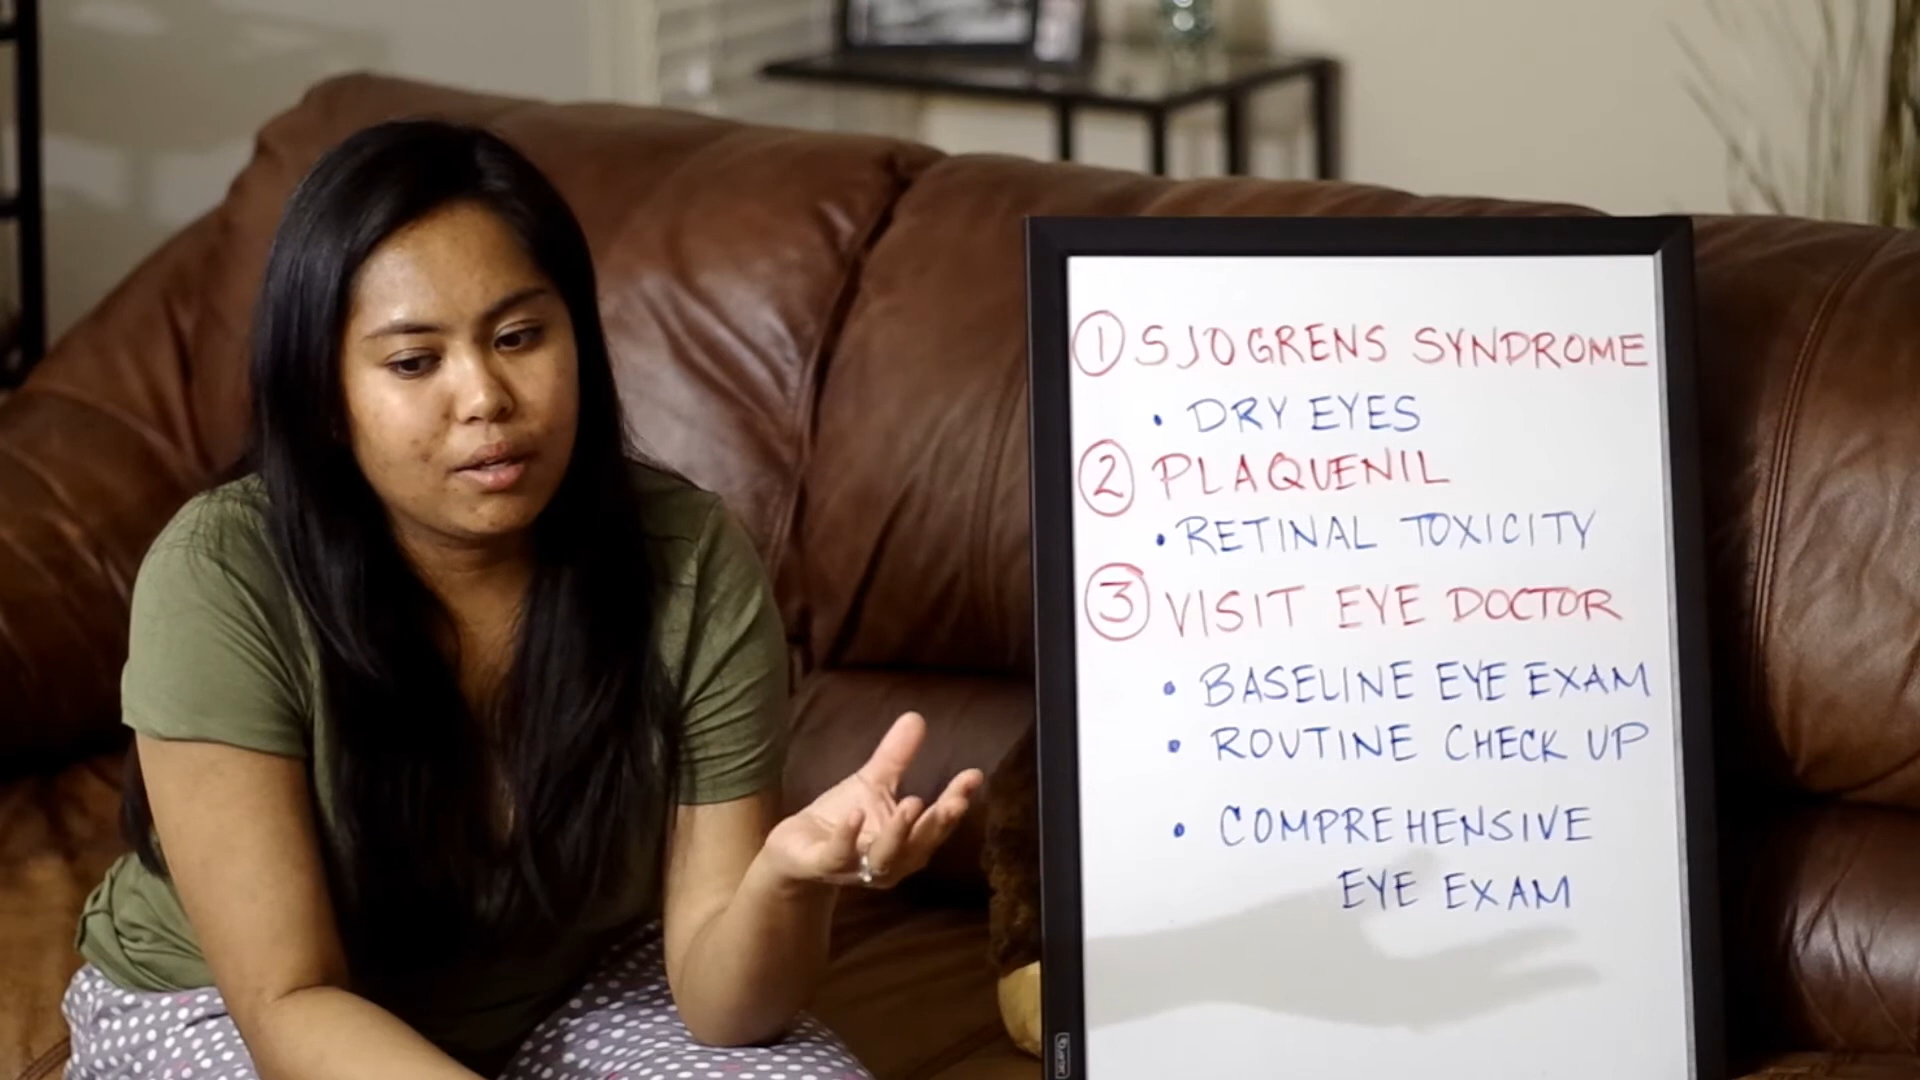 ① SJOGRENS SYNDROME
• DRY EYES
② PLAQUENIL
• RETINAL TOXICITY
③ VISIT EYE DOCTOR
• BASELINE EYE EXAM
• ROUTINE CHECK UP
• COMPREHENSIVE
EYE EXAM